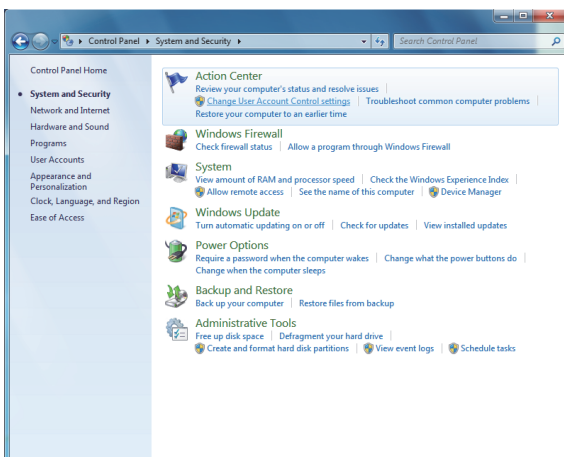 Control Panel ▸ System and Security ▸
Search Control Panel
Control Panel Home
System and Security
Network and Internet
Hardware and Sound
Programs
User Accounts
Appearance and
Personalization
Clock, Language, and Region
Ease of Access
Action Center
Review your computer's status and resolve issues
Change User Account Control settings | Troubleshoot common computer problems |
Restore your computer to an earlier time
Windows Firewall
Check firewall status | Allow a program through Windows Firewall
System
View amount of RAM and processor speed | Check the Windows Experience Index |
Allow remote access | See the name of this computer | Device Manager
Windows Update
Turn automatic updating on or off | Check for updates | View installed updates
Power Options
Require a password when the computer wakes | Change what the power buttons do |
Change when the computer sleeps
Backup and Restore
Back up your computer | Restore files from backup
Administrative Tools
Free up disk space | Defragment your hard drive |
Create and format hard disk partitions | View event logs | Schedule tasks